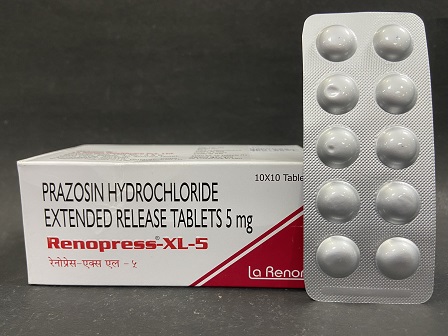 PRAZOSIN HYDROCHLORIDE
EXTENDED RELEASE TABLETS 5 mg
10X10 Table
Renopress®-XL-5
रेनोप्रेस-एक्स एल - ५
La Renon